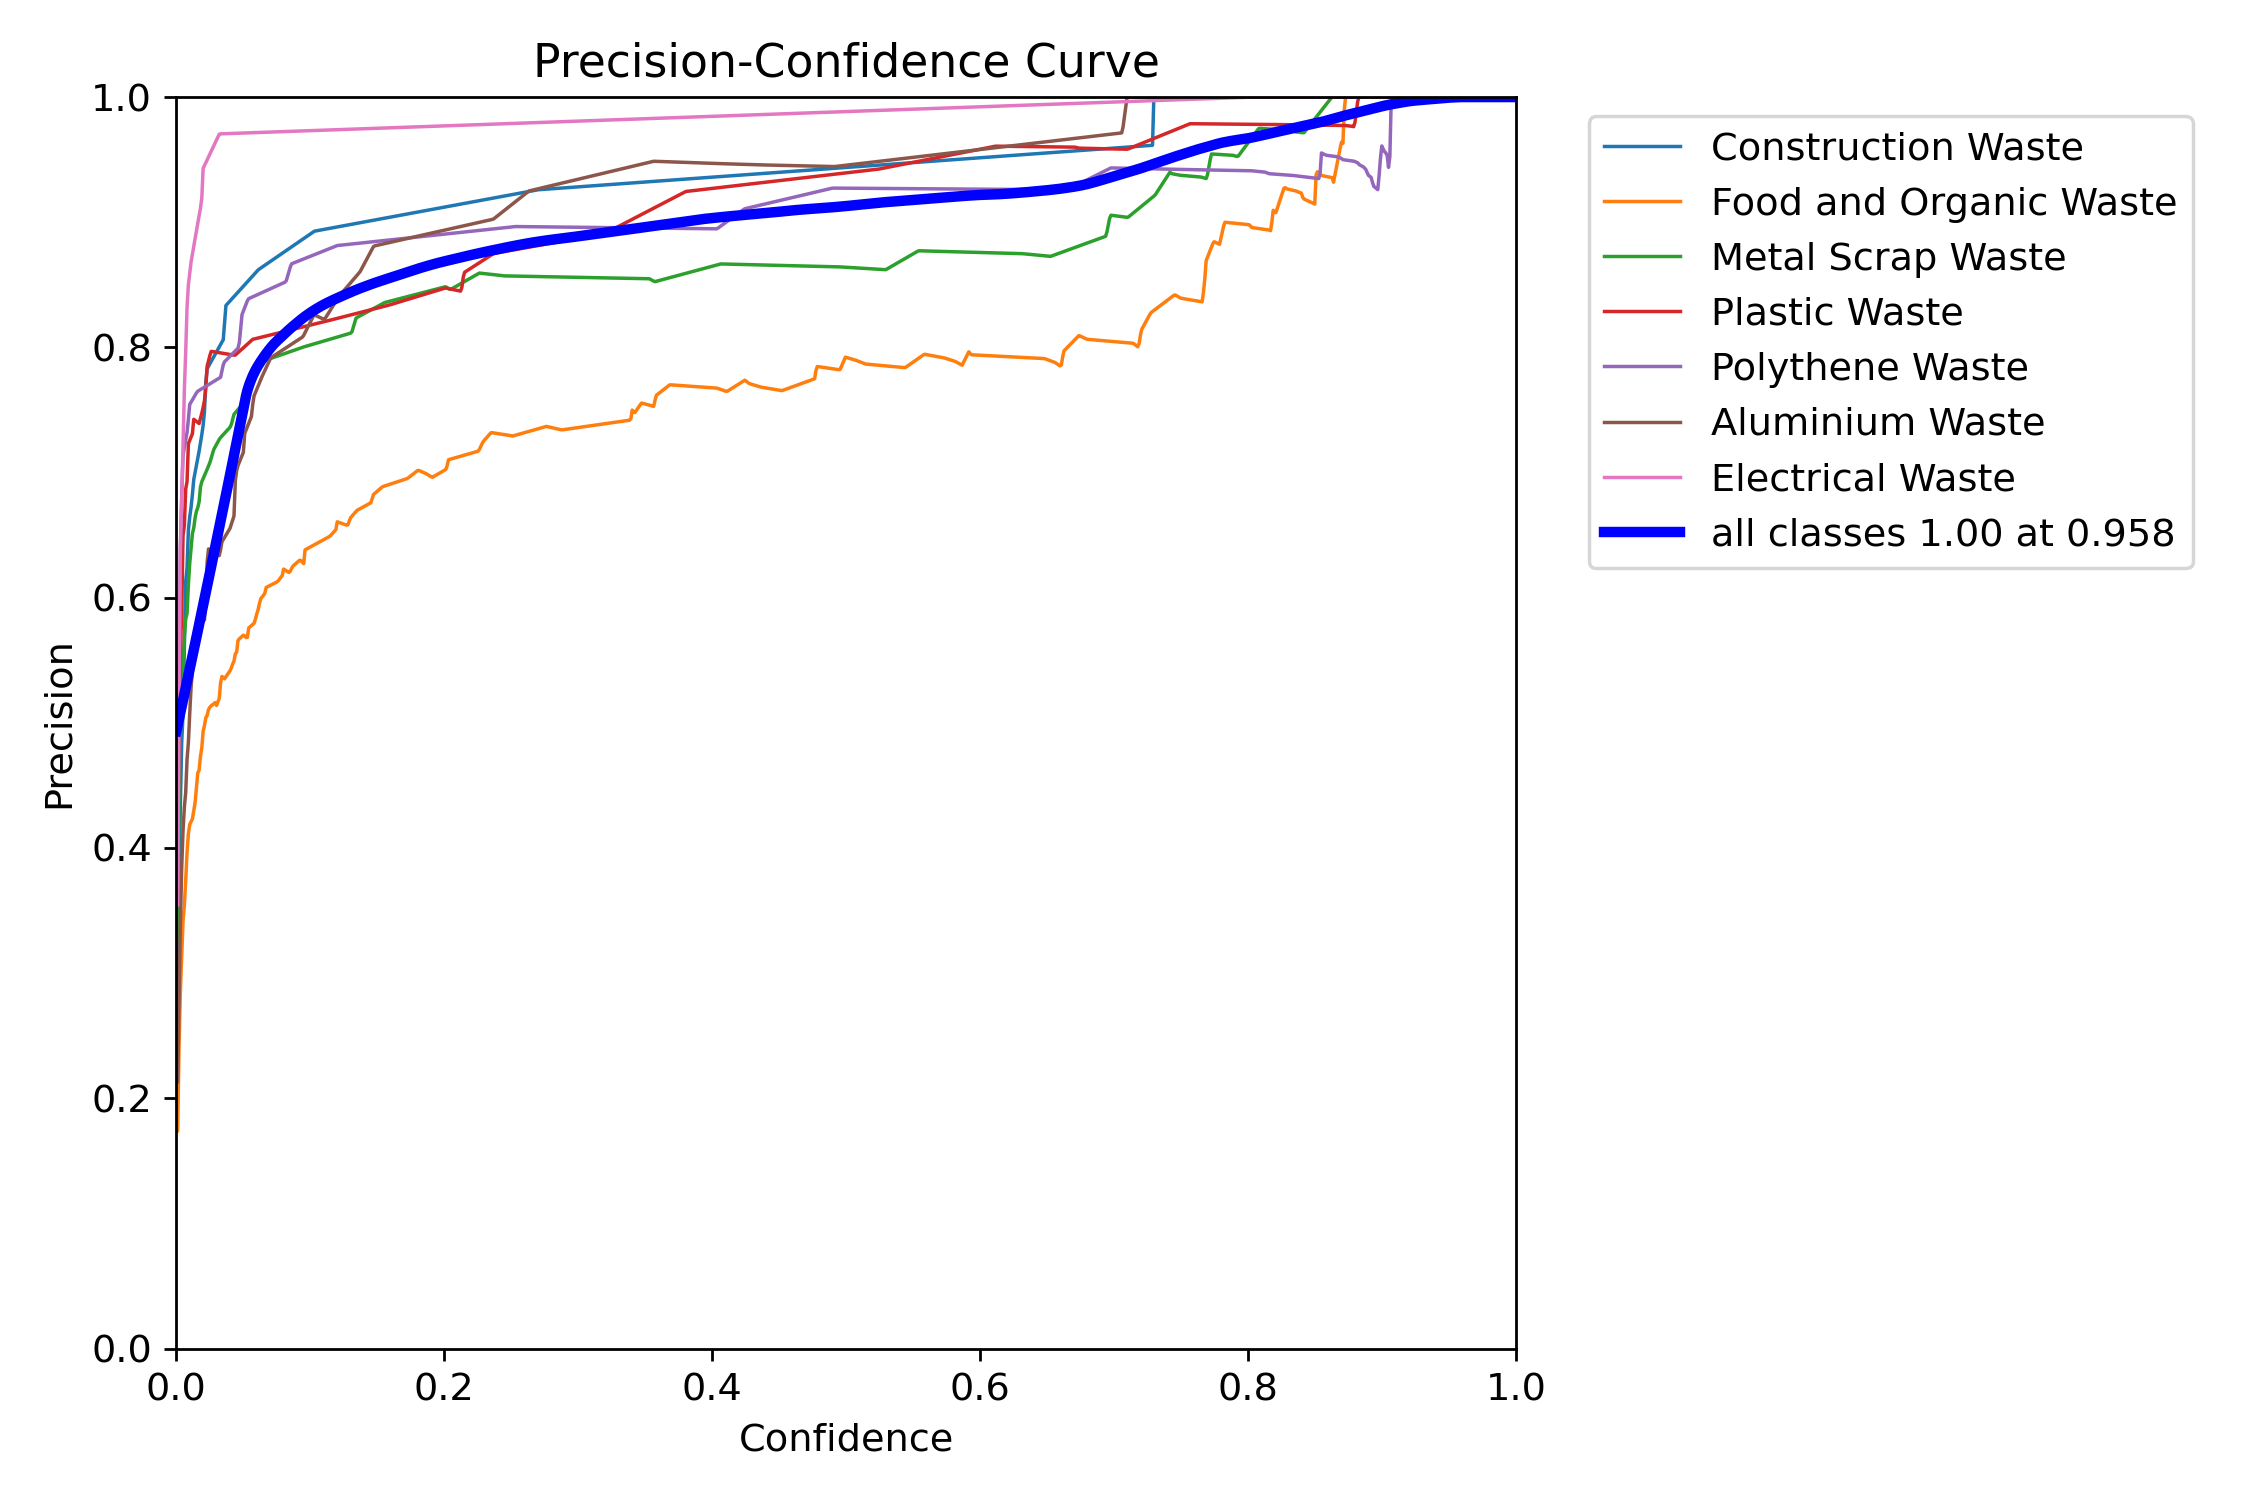 Precision-Confidence Curve
1.0
0.8
0.6
0.4
0.2
0.0
Precision
0.0 0.2 0.4 0.6 0.8 1.0
Confidence
Construction Waste
Food and Organic Waste
Metal Scrap Waste
Plastic Waste
Polythene Waste
Aluminium Waste
Electrical Waste
all classes 1.00 at 0.958